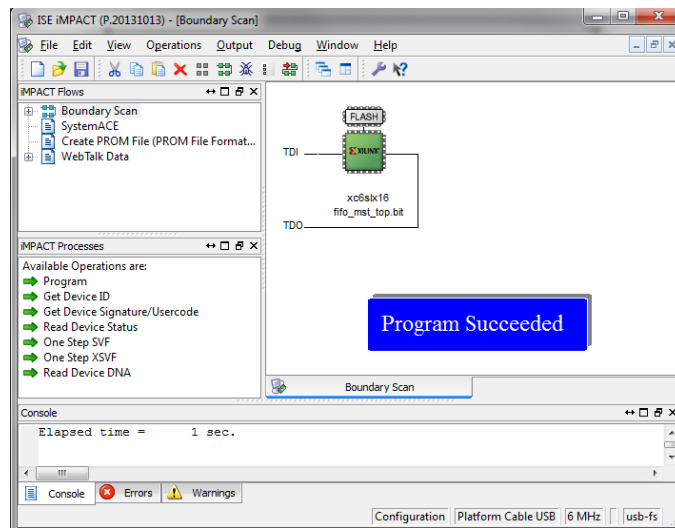 ISE iMPACT (P.20131013) - [Boundary Scan]
File Edit View Operations Output Debug Window Help
iMPACT Flows
Boundary Scan
SystemACE
Create PROM File (PROM File Format...
WebTalk Data
FLASH
TDI
XILINX
xc6slx16
fifo_mst_top.bit
TDO
iMPACT Processes
Available Operations are:
Program
Get Device ID
Get Device Signature/Usercode
Read Device Status
One Step SVF
One Step XSVF
Read Device DNA
Program Succeeded
Boundary Scan
Console
Elapsed time = 1 sec.
Console Errors Warnings
Configuration Platform Cable USB 6 MHz usb-fs